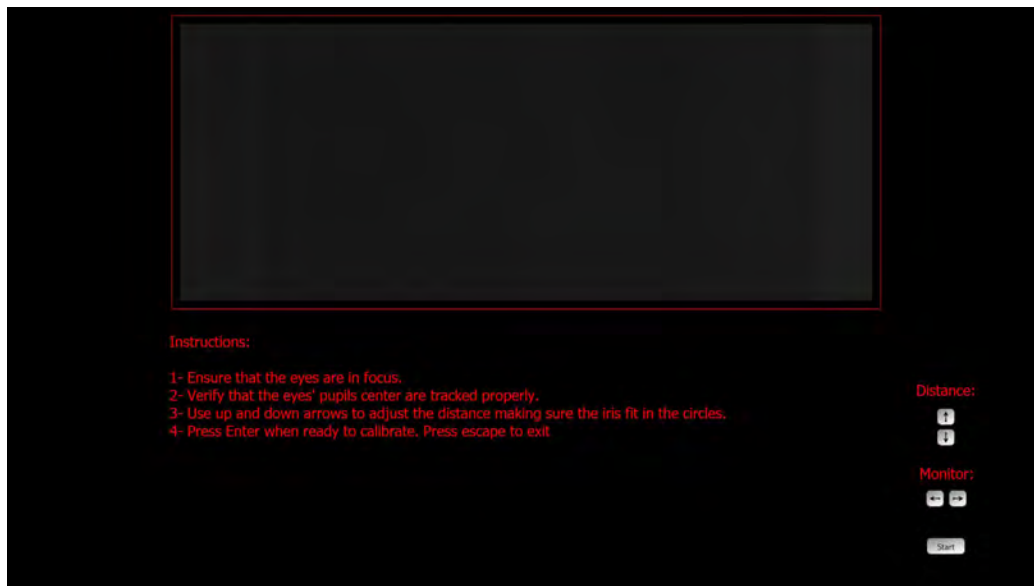 Instructions:
1- Ensure that the eyes are in focus.
2- Verify that the eyes' pupils center are tracked properly.
3- Use up and down arrows to adjust the distance making sure the iris fit in the circles.
4- Press Enter when ready to calibrate. Press escape to exit
Distance:
↑
↓
Monitor:
← →
Start